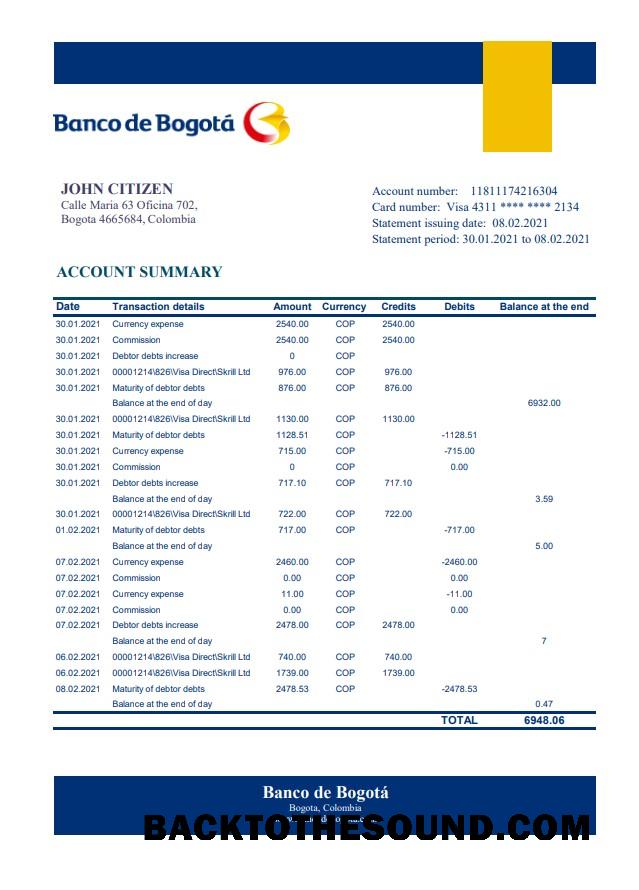 Banco de Bogotá
JOHN CITIZEN
Calle Maria 63 Oficina 702,
Bogota 4665684, Colombia
Account number: 11811174216304
Card number: Visa 4311 **** **** 2134
Statement issuing date: 08.02.2021
Statement period: 30.01.2021 to 08.02.2021
ACCOUNT SUMMARY
Date Transaction details Amount Currency Credits Debits Balance at the end
30.01.2021 Currency expense 2540.00 COP 2540.00
30.01.2021 Commission 2540.00 COP 2540.00
30.01.2021 Debtor debts increase 0 COP
30.01.2021 00001214\826\Visa Direct\Skrill Ltd 976.00 COP 976.00
30.01.2021 Maturity of debtor debts 876.00 COP 876.00
Balance at the end of day 6932.00
30.01.2021 00001214\826\Visa Direct\Skrill Ltd 1130.00 COP 1130.00
30.01.2021 Maturity of debtor debts 1128.51 COP -1128.51
30.01.2021 Currency expense 715.00 COP -715.00
30.01.2021 Commission 0 COP 0.00
30.01.2021 Debtor debts increase 717.10 COP 717.10
Balance at the end of day 3.59
30.01.2021 00001214\826\Visa Direct\Skrill Ltd 722.00 COP 722.00
01.02.2021 Maturity of debtor debts 717.00 COP -717.00
Balance at the end of day 5.00
07.02.2021 Currency expense 2460.00 COP -2460.00
07.02.2021 Commission 0.00 COP 0.00
07.02.2021 Currency expense 11.00 COP -11.00
07.02.2021 Commission 0.00 COP 0.00
07.02.2021 Debtor debts increase 2478.00 COP 2478.00
Balance at the end of day 7
06.02.2021 00001214\826\Visa Direct\Skrill Ltd 740.00 COP 740.00
06.02.2021 00001214\826\Visa Direct\Skrill Ltd 1739.00 COP 1739.00
08.02.2021 Maturity of debtor debts 2478.53 COP -2478.53
Balance at the end of day 0.47
TOTAL 6948.06
Banco de Bogotá
Bogota, Colombia
BACKTOTHESOUND.COM